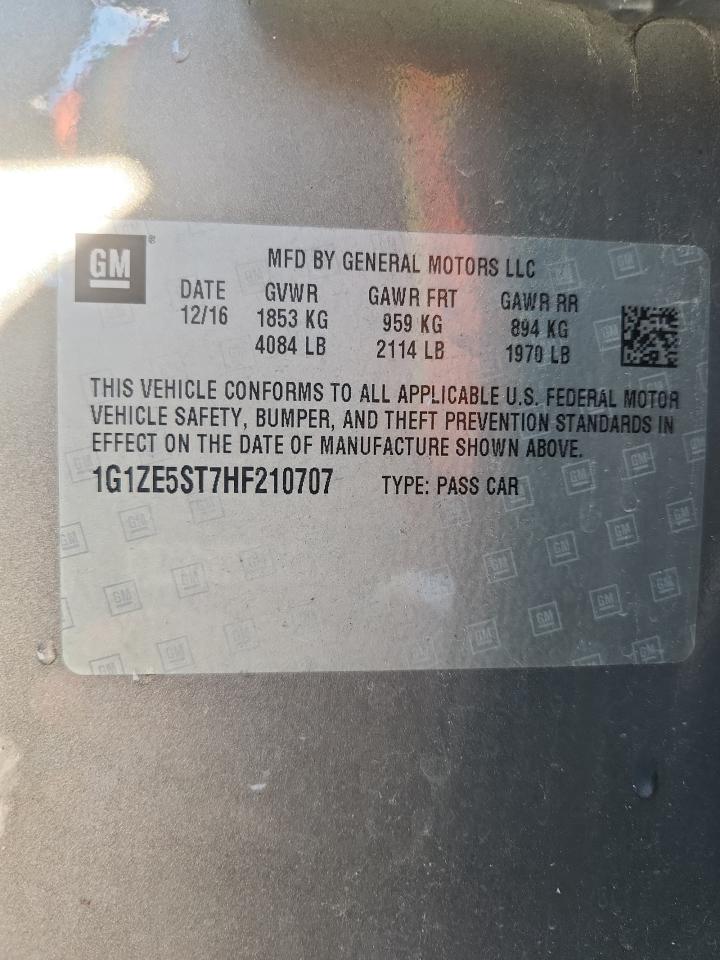 GM
MFD BY GENERAL MOTORS LLC
DATE GVWR GAWR FRT GAWR RR
12/16 1853 KG 959 KG 894 KG
4084 LB 2114 LB 1970 LB
THIS VEHICLE CONFORMS TO ALL APPLICABLE U.S. FEDERAL MOTOR
VEHICLE SAFETY, BUMPER, AND THEFT PREVENTION STANDARDS IN
EFFECT ON THE DATE OF MANUFACTURE SHOWN ABOVE.
1G1ZE5ST7HF210707 TYPE: PASS CAR